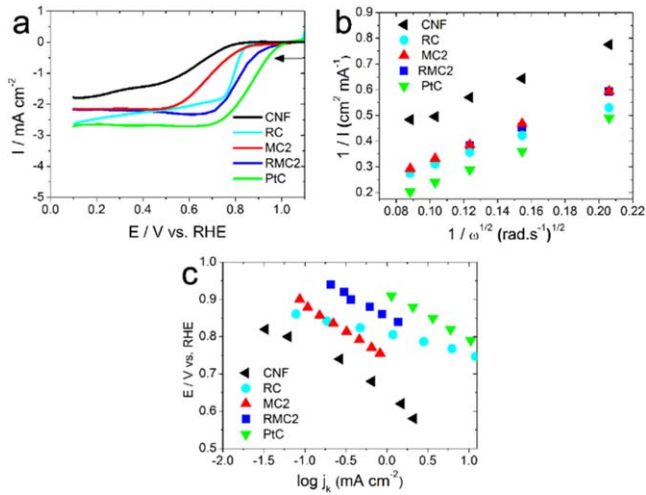 a
I / mA cm-2
1
0
-1
-2
-3
-4
-5
0.0 0.2 0.4 0.6 0.8 1.0
E / V vs. RHE
CNF
RC
MC2
RMC2
PtC
b
1 / I (cm2 mA-1)
0.9
0.8
0.7
0.6
0.5
0.4
0.3
0.2
0.08 0.10 0.12 0.14 0.16 0.18 0.20 0.22
1 / ω1/2 (rad.s-1)1/2
CNF
RC
MC2
RMC2
PtC
c
E / V vs. RHE
1.0
0.9
0.8
0.7
0.6
0.5
-2.0 -1.5 -1.0 -0.5 0.0 0.5 1.0
log jk (mA cm-2)
CNF
RC
MC2
RMC2
PtC